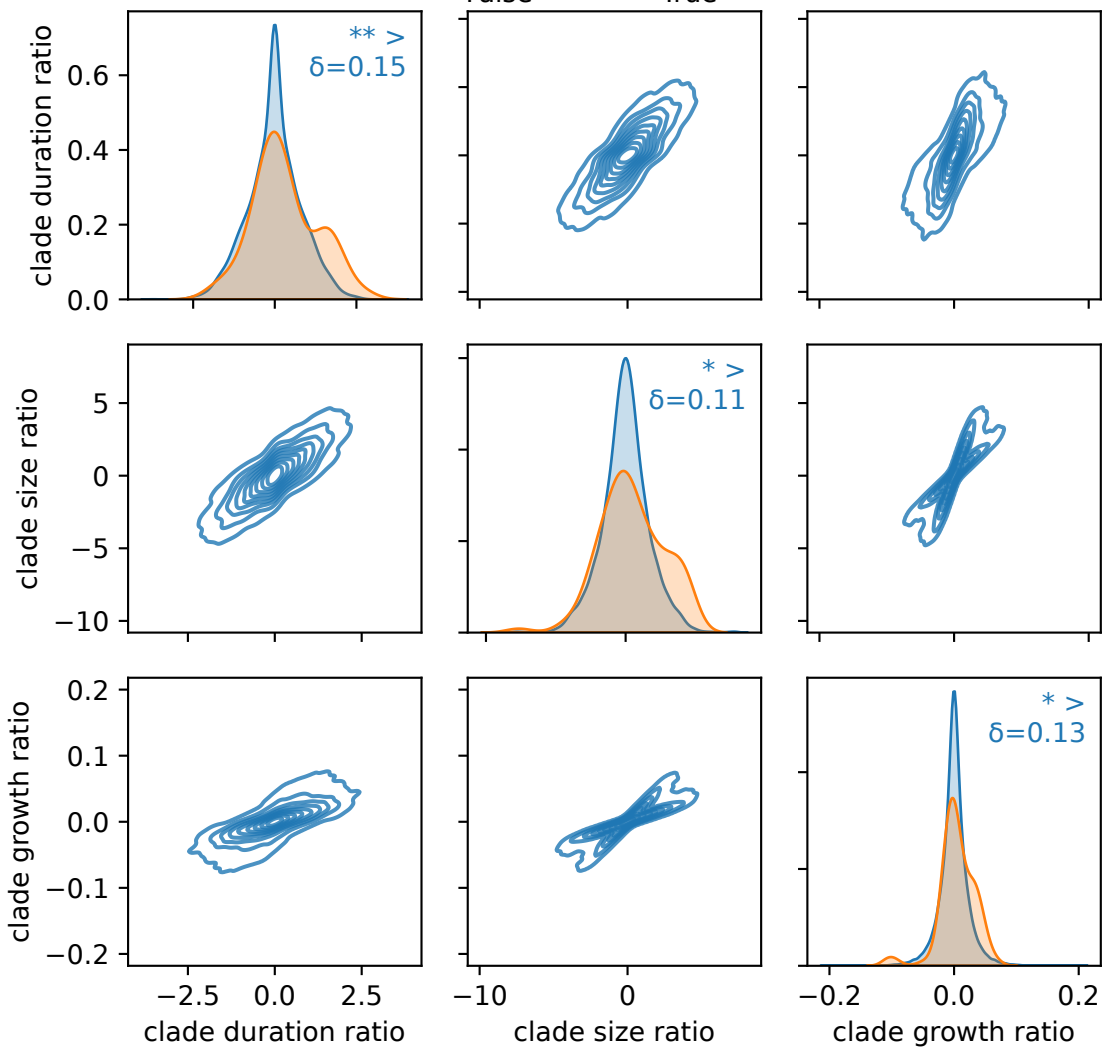 clade duration ratio
0.6
0.4
0.2
0.0
** >
δ=0.15
clade size ratio
5
0
−5
−10
* >
δ=0.11
clade growth ratio
0.2
0.1
0.0
−0.1
−0.2
* >
δ=0.13
−2.5 0.0 2.5
clade duration ratio
−10 0
clade size ratio
−0.2 0.0 0.2
clade growth ratio